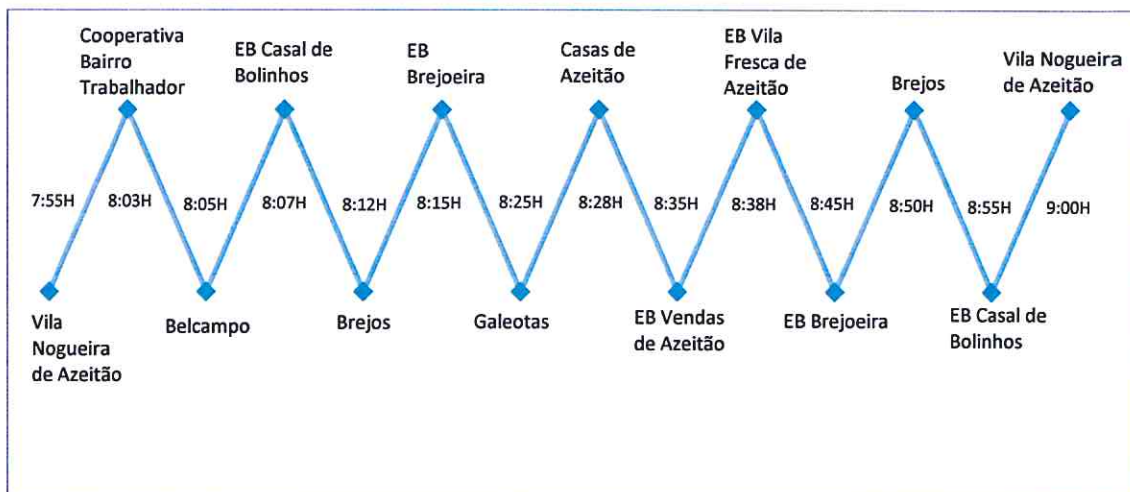 Cooperativa
Bairro
Trabalhador
EB Casal de
Bolinhos
EB
Brejoeira
Casas de
Azeitão
EB Vila
Fresca de
Azeitão
Brejos
Vila Nogueira
de Azeitão
7:55H 8:03H 8:05H 8:07H 8:12H 8:15H 8:25H 8:28H 8:35H 8:38H 8:45H 8:50H 8:55H 9:00H
Vila
Nogueira
de Azeitão
Belcampo
Brejos
Galeotas
EB Vendas
de Azeitão
EB Brejoeira
EB Casal de
Bolinhos